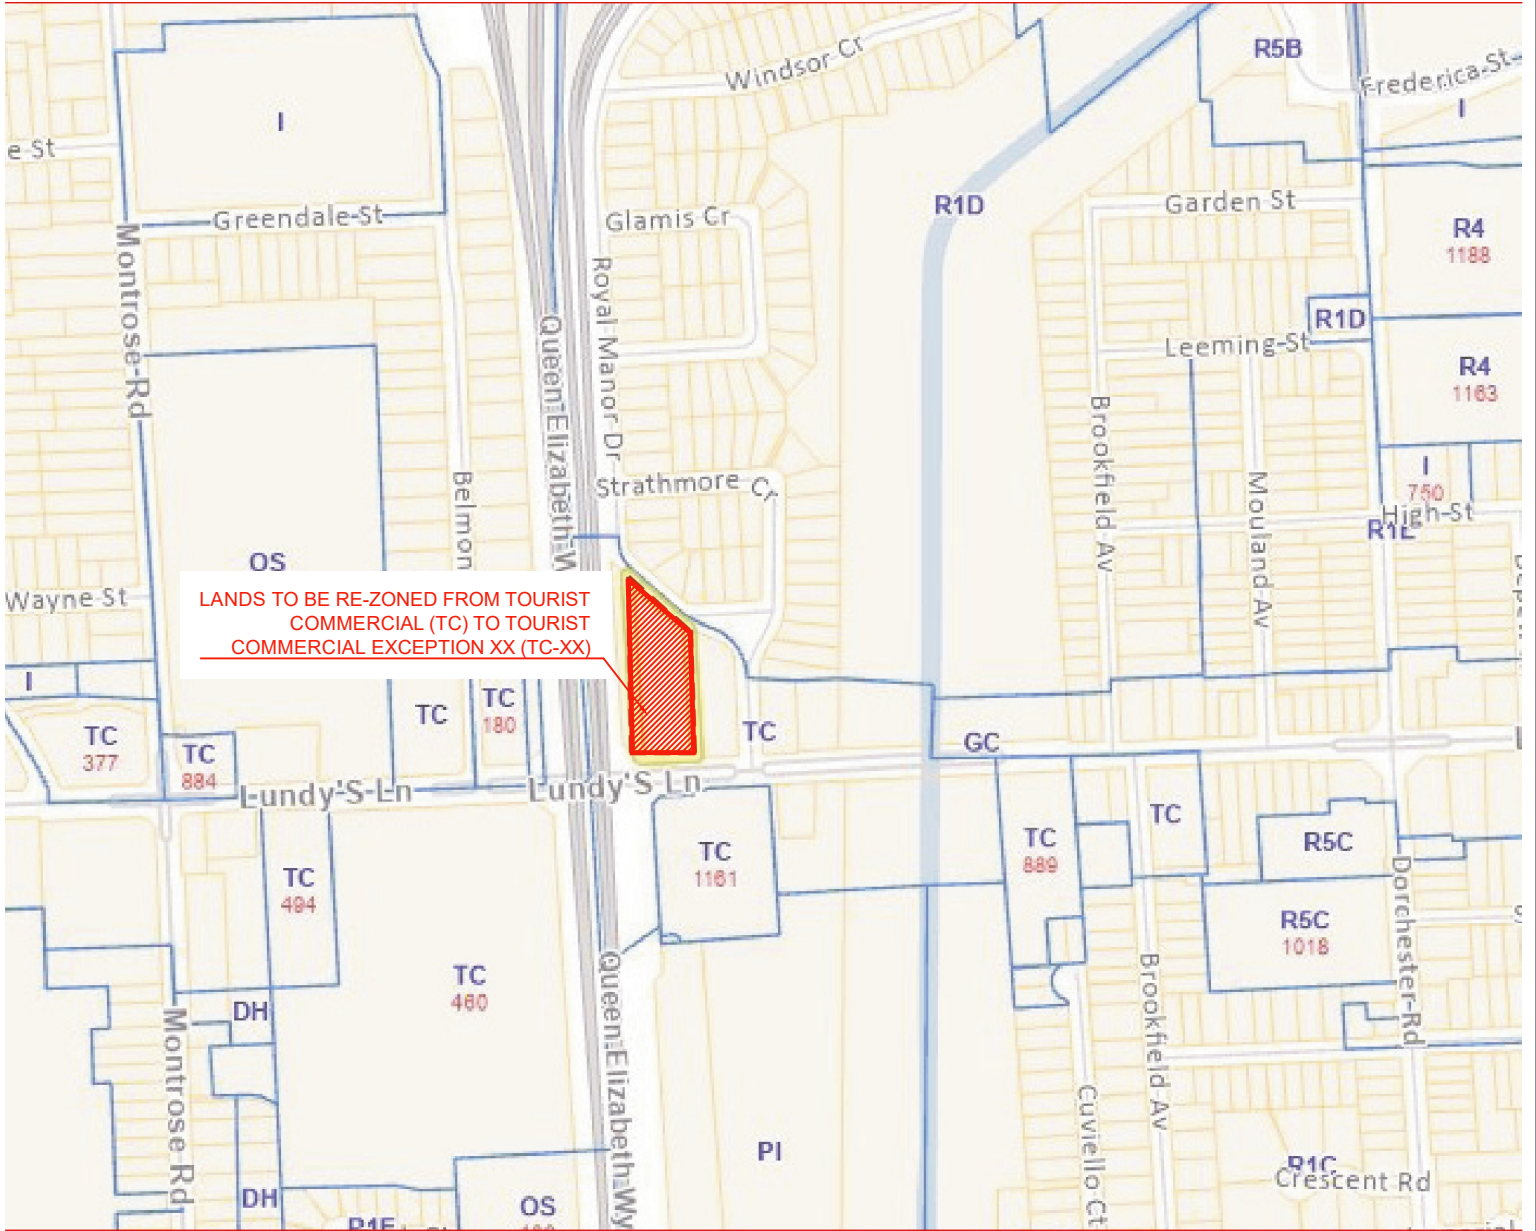 Windsor Cr
R5B
Frederica-St
I
I
e-St
R1D
Garden St
Greendale-St
Glamis Cr
R4
1188
Montrose-Rd
Royal-Manor-Dr
Queen-Elizabeth-W
R1D
Leeming-St
R4
1163
Brookfield-Av
Belmon
Strathmore Cr
Mouland-Av
I
750
High-St
OS
Wayne St
LANDS TO BE RE-ZONED FROM TOURIST
COMMERCIAL (TC) TO TOURIST
COMMERCIAL EXCEPTION XX (TC-XX)
I
TC
377
TC
884
TC
TC
180
TC
GC
Lundy'S-Ln
Lundy'S Ln
TC
1161
TC
889
TC
R5C
TC
494
R5C
1018
Dorchester-Rd
TC
460
DH
Montrose-Rd
Queen-Elizabeth-Wy
Brookfield-Av
Cuviello-Ct
PI
R1C
Crescent Rd
DH
OS